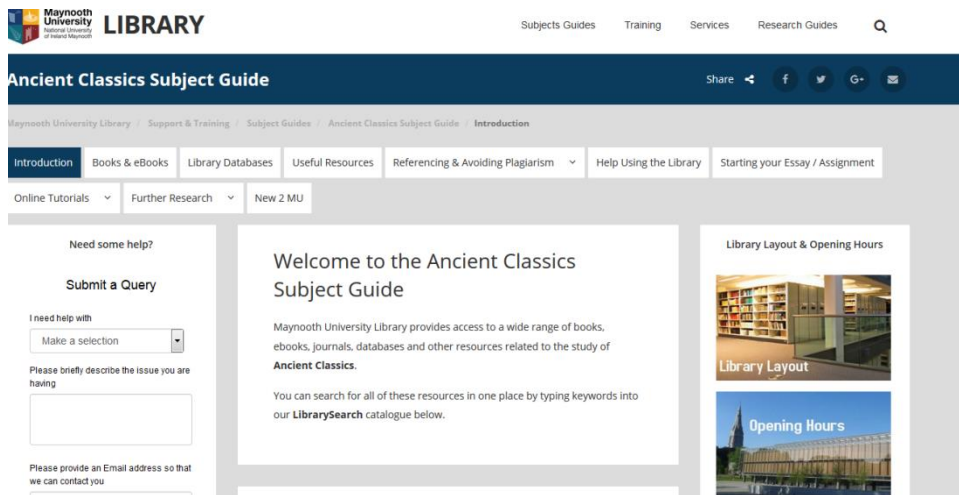 Maynooth
University
National University
of Ireland Maynooth
LIBRARY
Subjects Guides Training Services Research Guides
Ancient Classics Subject Guide
Share f G+
Maynooth University Library / Support & Training / Subject Guides / Ancient Classics Subject Guide / Introduction
Introduction Books & eBooks Library Databases Useful Resources Referencing & Avoiding Plagiarism Help Using the Library Starting your Essay / Assignment
Online Tutorials Further Research New 2 MU
Need some help?
Submit a Query
I need help with
Make a selection
Please briefly describe the issue you are
having
Please provide an Email address so that
we can contact you
Welcome to the Ancient Classics
Subject Guide
Maynooth University Library provides access to a wide range of books,
ebooks, journals, databases and other resources related to the study of
Ancient Classics.
You can search for all of these resources in one place by typing keywords into
our LibrarySearch catalogue below.
Library Layout & Opening Hours
Library Layout
Opening Hours